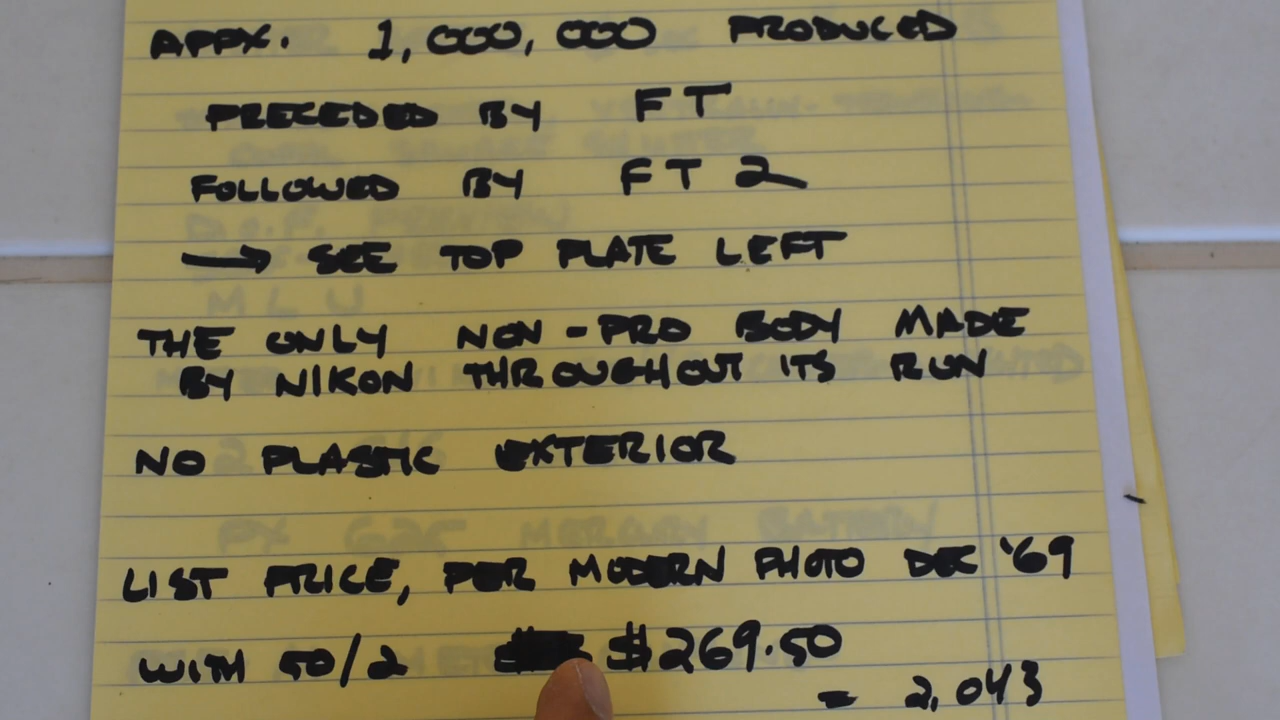 APPX. 1,000,000 PRODUCED
PRECEDED BY FT
FOLLOWED BY FT 2
→ SEE TOP PLATE LEFT
THE ONLY NON-PRO BODY MADE
BY NIKON THROUGHOUT ITS RUN
NO PLASTIC EXTERIOR
LIST PRICE, PER MODERN PHOTO DEC '69
WITH 50/2 $269.50
= 2,043